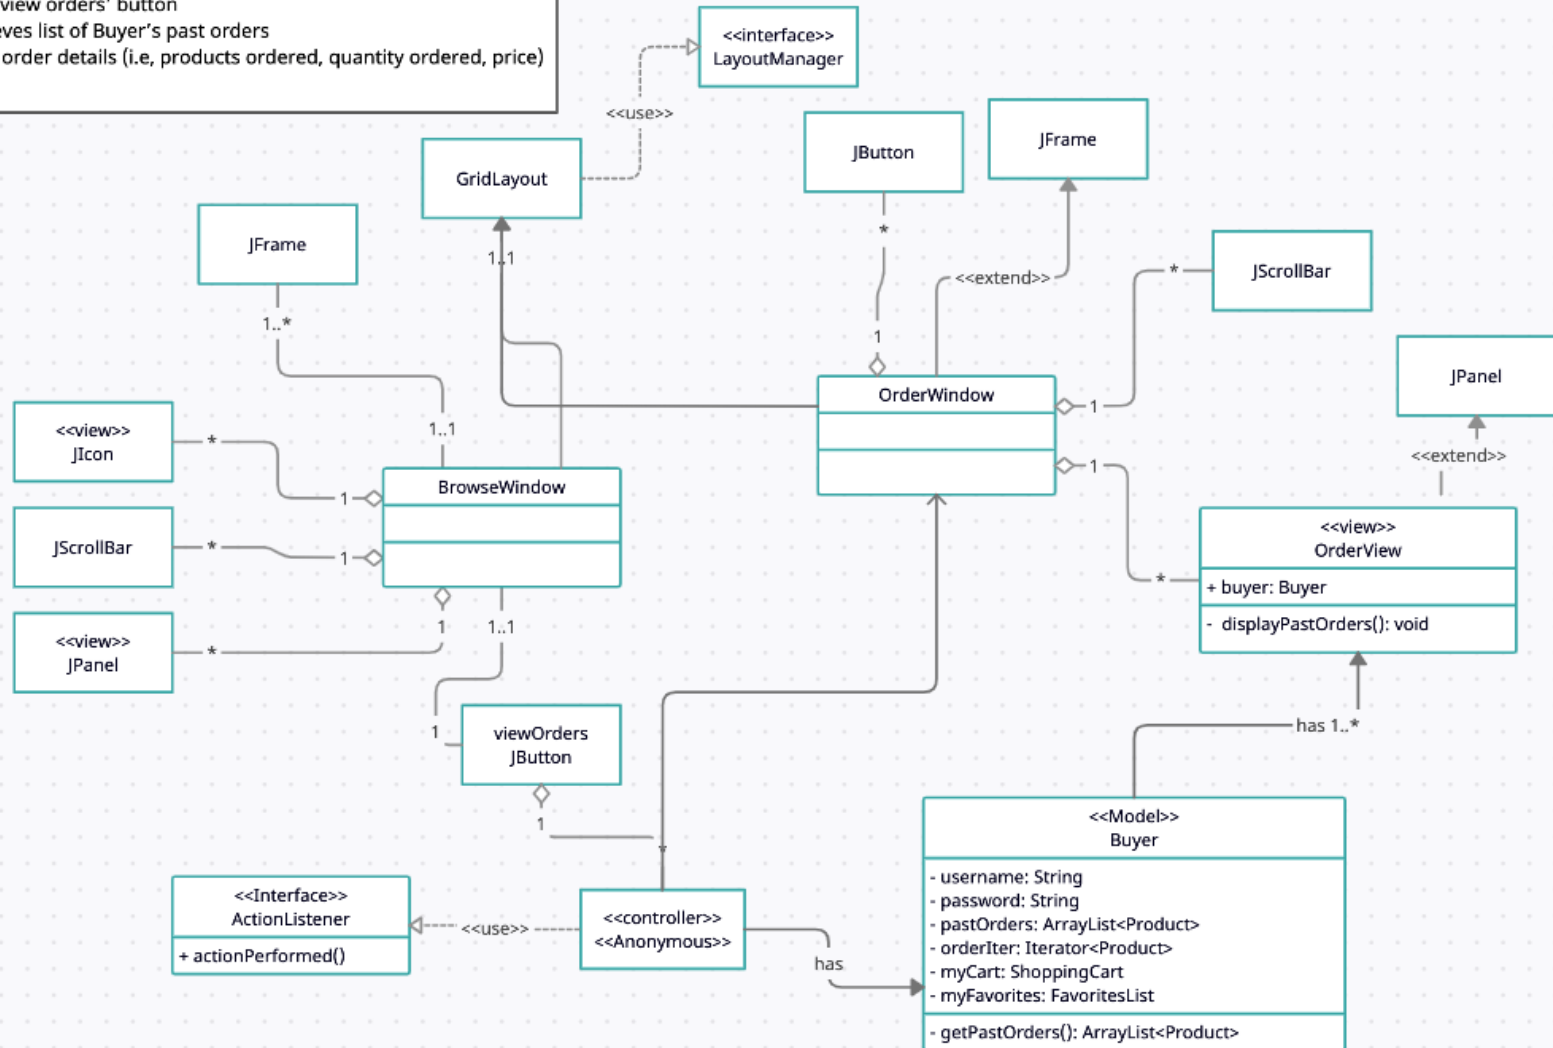 view orders' button
eves list of Buyer's past orders
order details (i.e, products ordered, quantity ordered, price)
<<interface>>
LayoutManager
<<use>>
GridLayout
JButton
JFrame
JFrame
*
1..1
<<extend>>
*
JScrollBar
1..*
1
JPanel
<<view>>
JIcon
*
1..1
OrderWindow
1
<<extend>>
1
BrowseWindow
1
<<view>>
OrderView
JScrollBar
*
1
*
+ buyer: Buyer
- displayPastOrders(): void
<<view>>
JPanel
*
1
1..1
1
viewOrders
JButton
has 1..*
1
*
<<Model>>
Buyer
- username: String
- password: String
- pastOrders: ArrayList<Product>
- orderIter: Iterator<Product>
- myCart: ShoppingCart
- myFavorites: FavoritesList
- getPastOrders(): ArrayList<Product>
<<Interface>>
ActionListener
+ actionPerformed()
<<use>>
<<controller>>
<<Anonymous>>
has